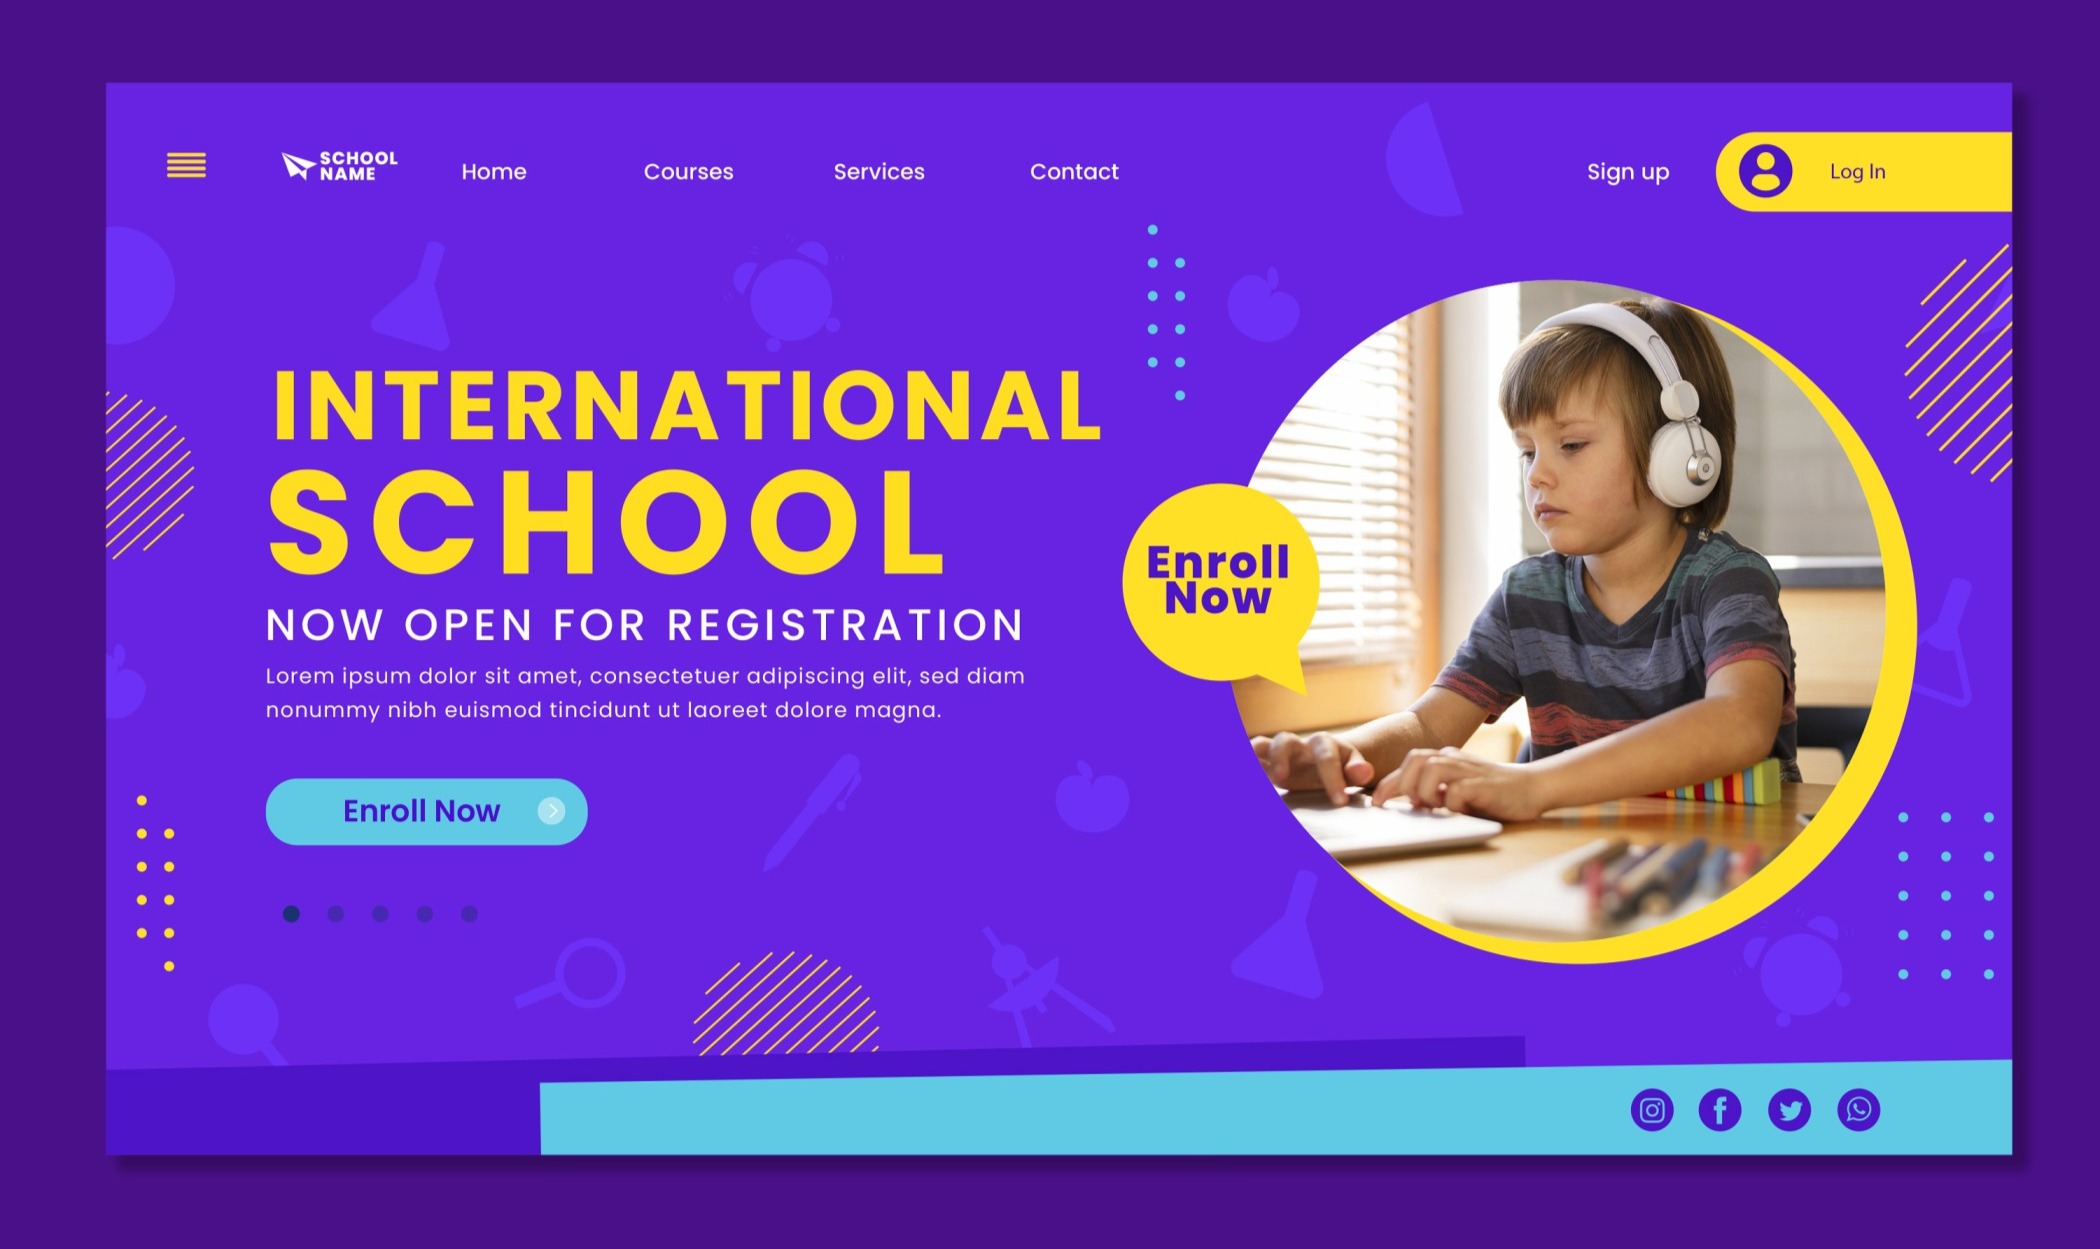 SCHOOL
NAME
Home
Courses
Services
Contact
Sign up
Log In
INTERNATIONAL
SCHOOL
NOW OPEN FOR REGISTRATION
Lorem ipsum dolor sit amet, consectetuer adipiscing elit, sed diam
nonummy nibh euismod tincidunt ut laoreet dolore magna.
Enroll
Now
Enroll Now